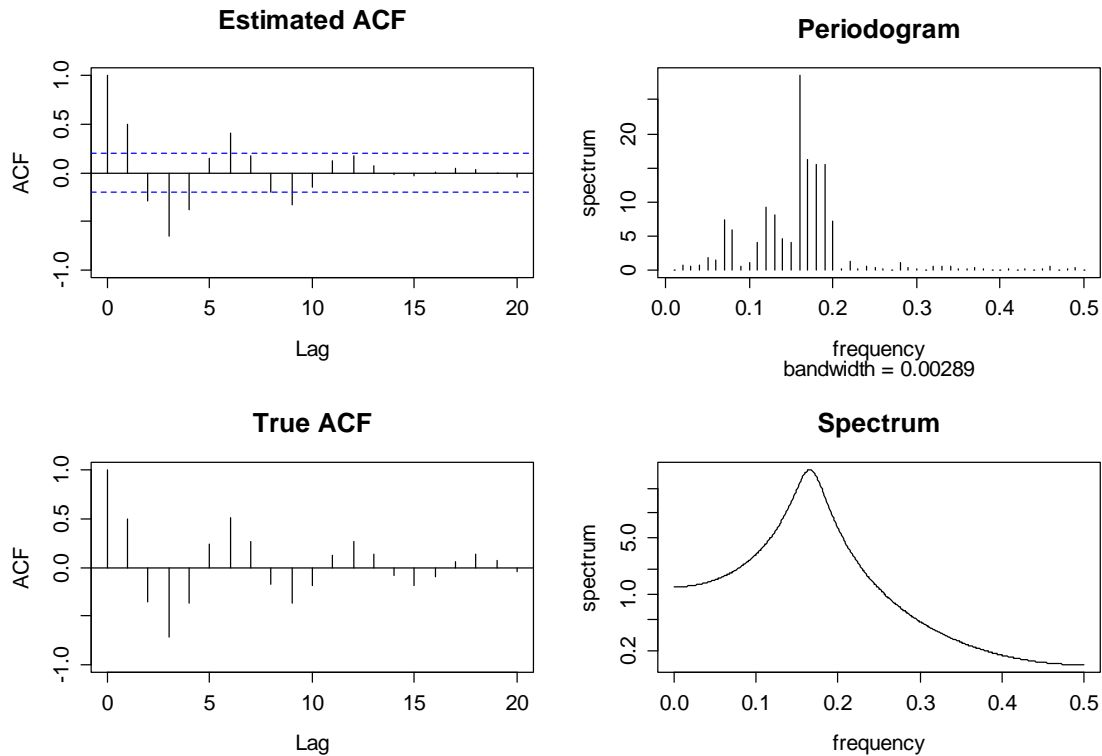 Estimated ACF
ACF
1.0
0.5
0.0
-1.0
0
5
10
15
20
Lag
Periodogram
spectrum
20
10
5
0
0.0
0.1
0.2
0.3
0.4
0.5
frequency
bandwidth = 0.00289
True ACF
ACF
1.0
0.5
0.0
-1.0
0
5
10
15
20
Lag
Spectrum
spectrum
5.0
1.0
0.2
0.0
0.1
0.2
0.3
0.4
0.5
frequency